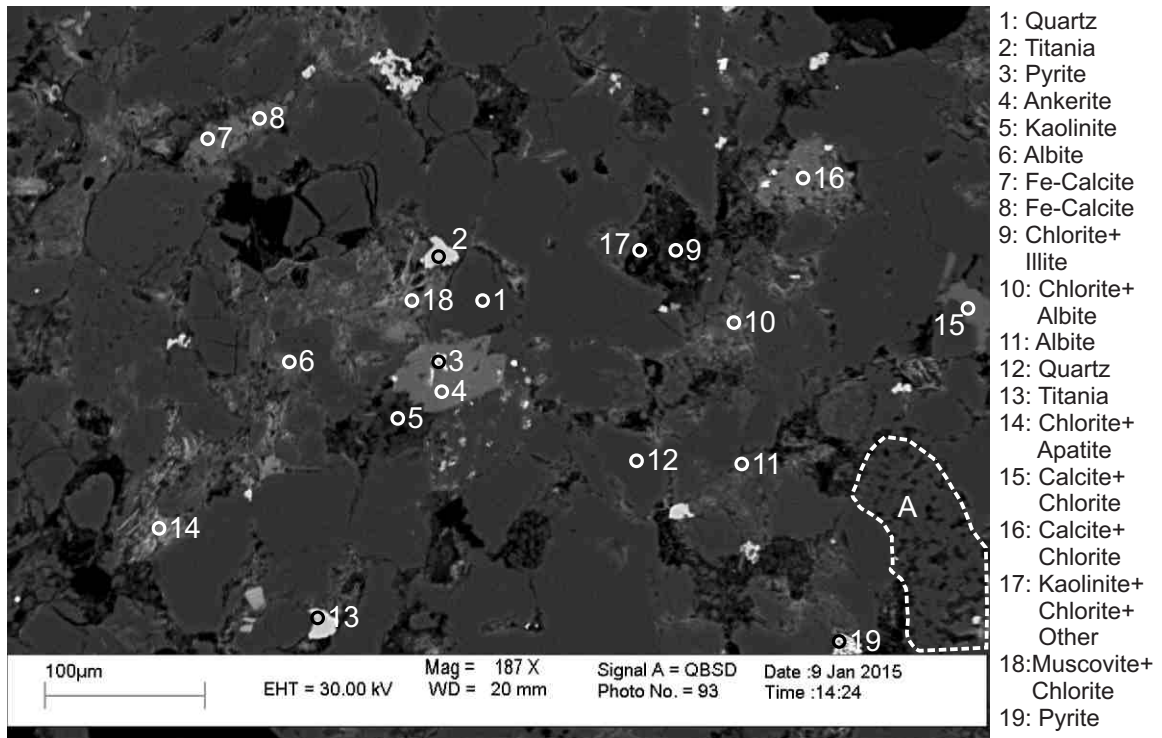 1: Quartz
2: Titania
3: Pyrite
4: Ankerite
5: Kaolinite
6: Albite
7: Fe-Calcite
8: Fe-Calcite
9: Chlorite+
Illite
10: Chlorite+
Albite
11: Albite
12: Quartz
13: Titania
14: Chlorite+
Apatite
15: Calcite+
Chlorite
16: Calcite+
Chlorite
17: Kaolinite+
Chlorite+
Other
18:Muscovite+
Chlorite
19: Pyrite
8
7
16
2
17
9
18
1
10
15
6
3
4
5
12
11
A
14
13
19
100µm
EHT = 30.00 kV
Mag = 187 X
WD = 20 mm
Signal A = QBSD
Photo No. = 93
Date :9 Jan 2015
Time :14:24